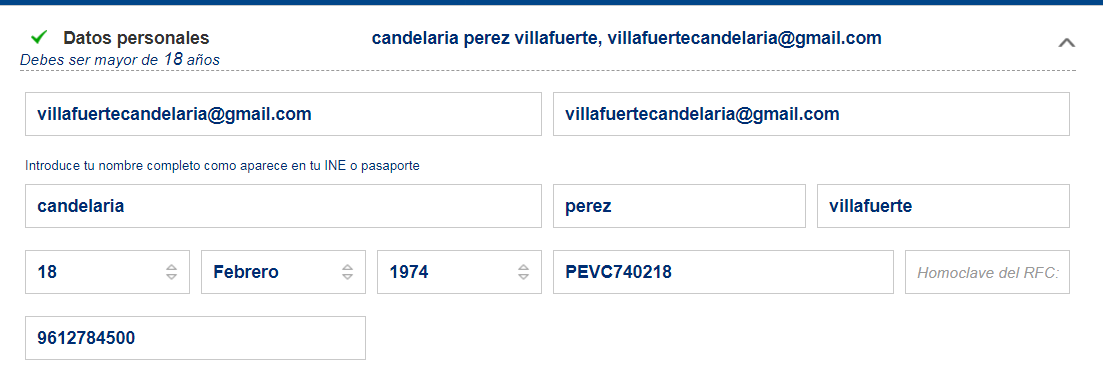 Datos personales candelaria perez villafuerte, villafuertecandelaria@gmail.com
Debes ser mayor de 18 años
villafuertecandelaria@gmail.com villafuertecandelaria@gmail.com
Introduce tu nombre completo como aparece en tu INE o pasaporte
candelaria perez villafuerte
18 Febrero 1974 PEVC740218 Homoclave del RFC:
9612784500